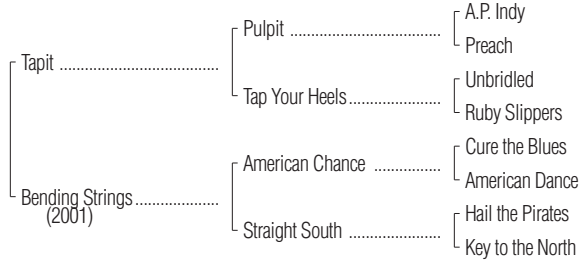 A.P. Indy
Pulpit ............................
Preach
Tapit ......................................
Unbridled
Tap Your Heels......................
Ruby Slippers
Cure the Blues
American Chance ................
American Dance
Bending Strings....................
(2001)
Hail the Pirates
Straight South ......................
Key to the North